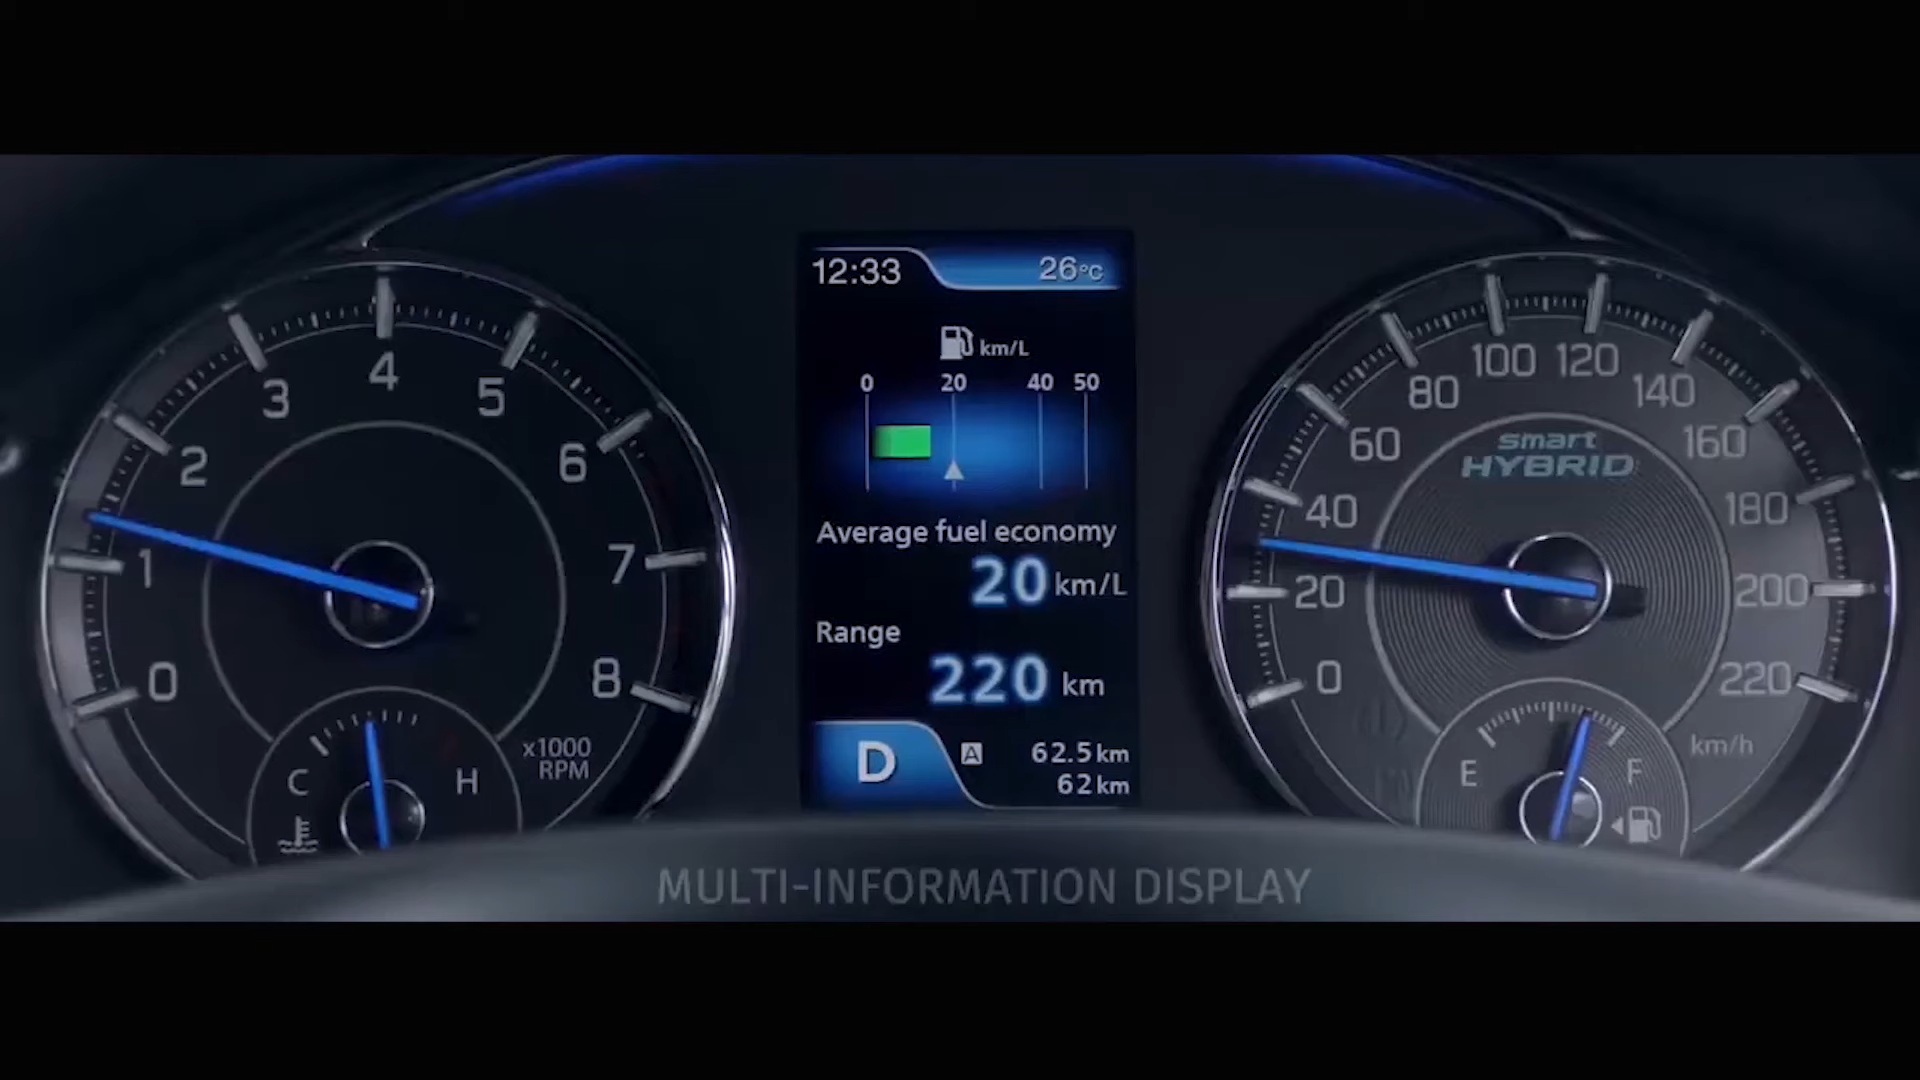 12:33 26°C
km/L
0 20 40 50
Average fuel economy
20 km/L
Range
220 km
D A 62.5 km
62 km
0 1 2 3 4 5 6 7 8
x1000
RPM
C H
smart
HYBRID
0 20 40 60 80 100 120 140 160 180 200 220
km/h
E F
MULTI-INFORMATION DISPLAY